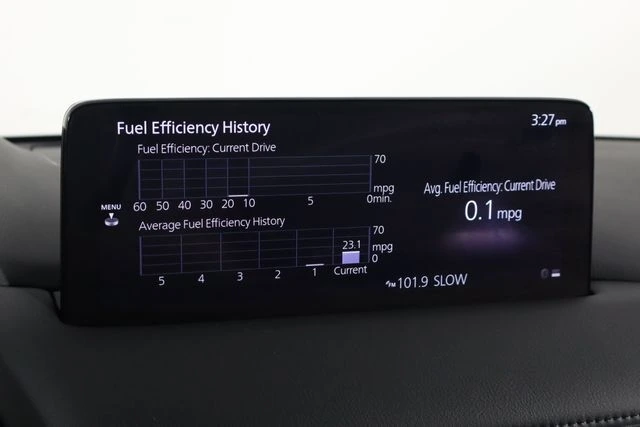 Fuel Efficiency History
3:27pm
Fuel Efficiency: Current Drive
70
mpg
60 50 40 30 20 10 5 0min.
MENU
Avg. Fuel Efficiency: Current Drive
0.1 mpg
Average Fuel Efficiency History
70
23.1
mpg
0
5 4 3 2 1 Current
FM 101.9 SLOW